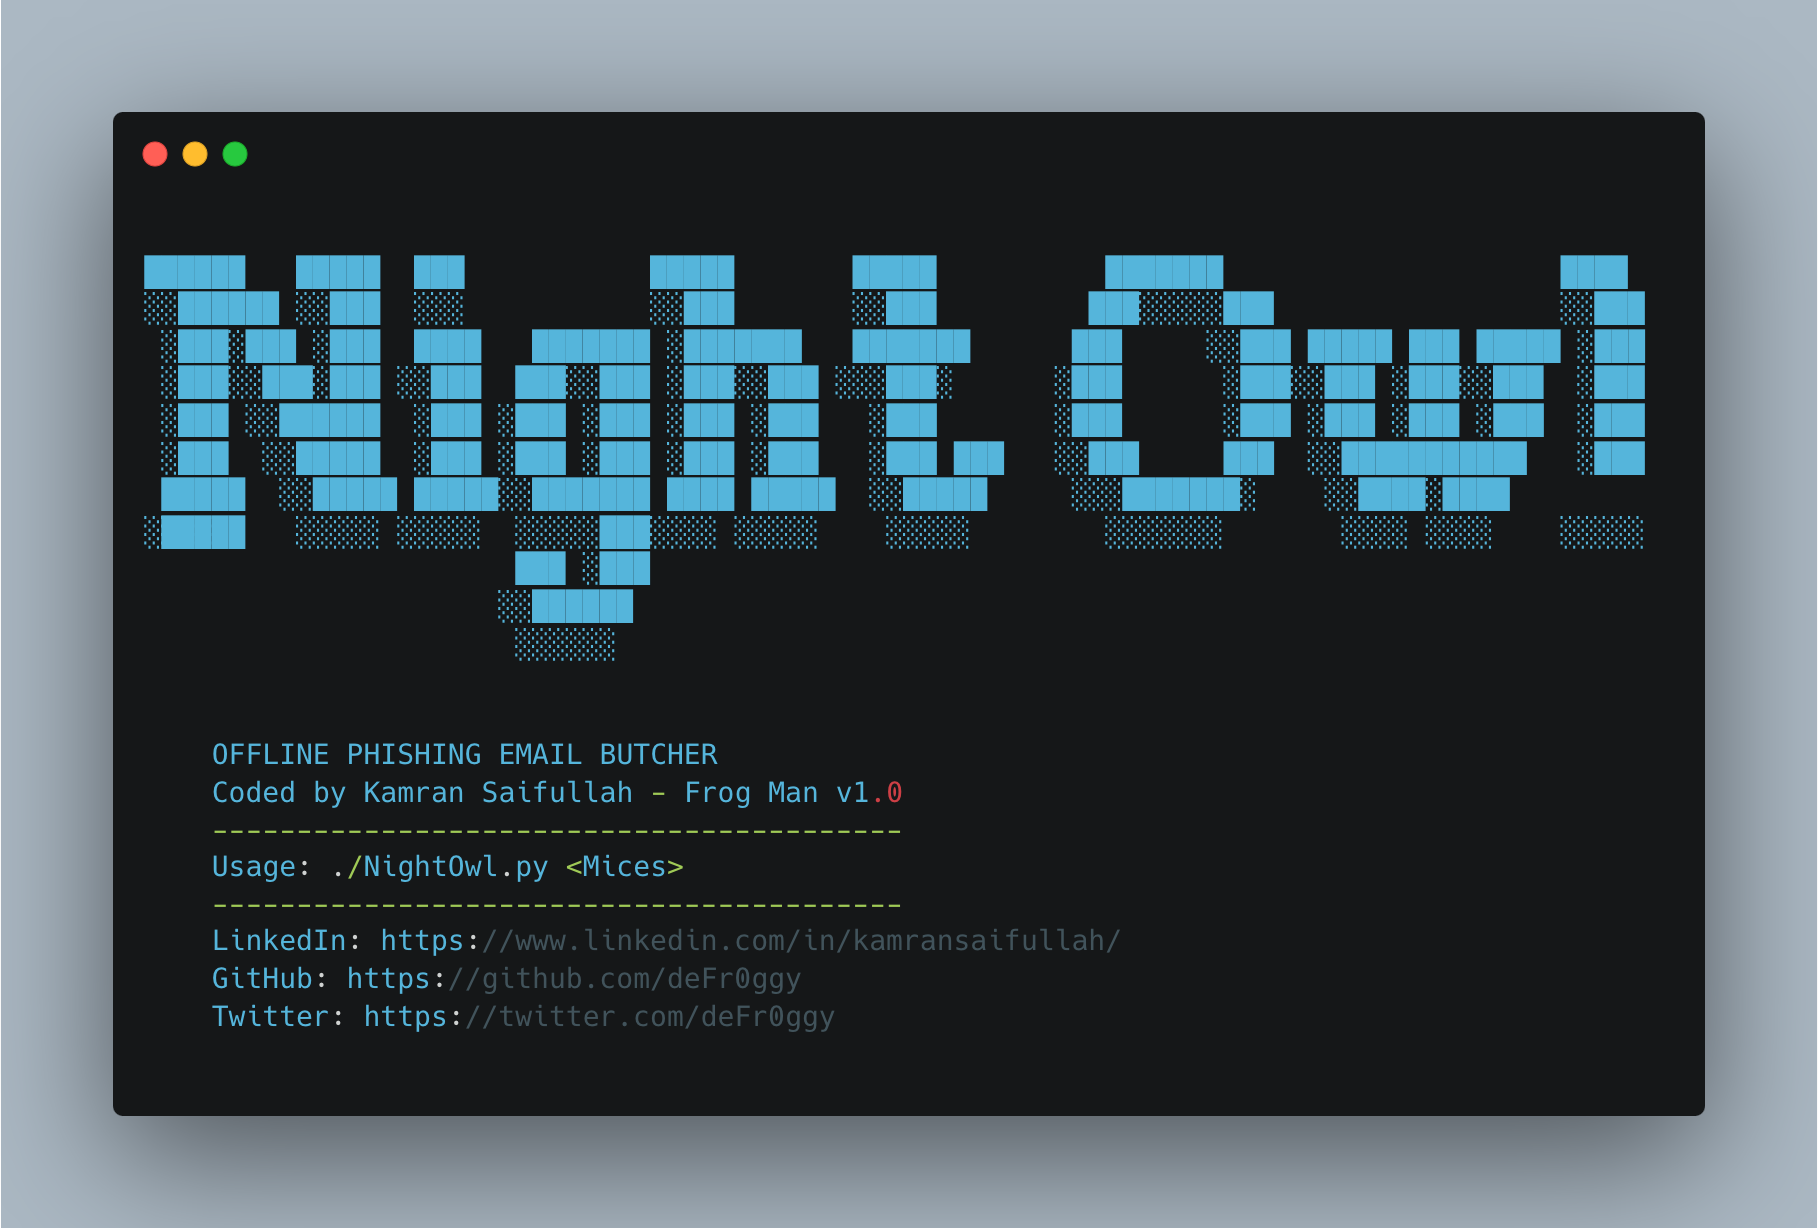 Night Owl
OFFLINE PHISHING EMAIL BUTCHER
Coded by Kamran Saifullah - Frog Man v1.0
-----------------------------------------
Usage: ./NightOwl.py <Mices>
-----------------------------------------
LinkedIn: https://www.linkedin.com/in/kamransaifullah/
GitHub: https://github.com/deFr0ggy
Twitter: https://twitter.com/deFr0ggy